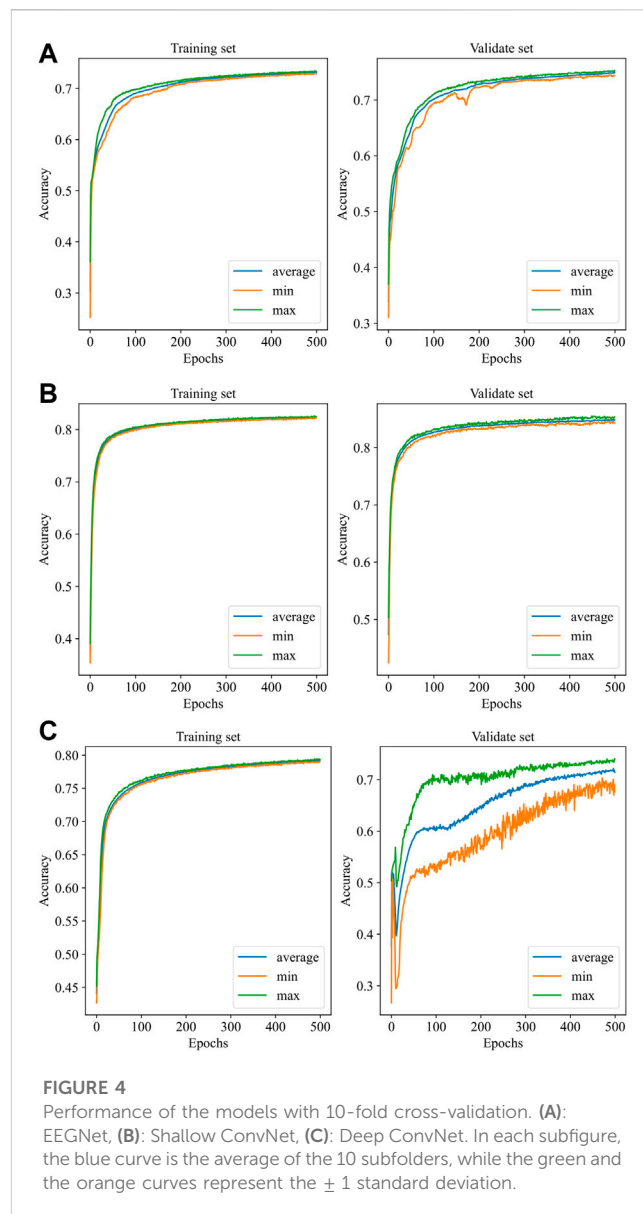 A
Training set
Accuracy
0.7
0.6
0.5
0.4
0.3
average
min
max
0 100 200 300 400 500
Epochs
Validate set
Accuracy
0.7
0.6
0.5
0.4
0.3
average
min
max
0 100 200 300 400 500
Epochs
B
Training set
Accuracy
0.8
0.7
0.6
0.5
0.4
average
min
max
0 100 200 300 400 500
Epochs
Validate set
Accuracy
0.8
0.7
0.6
0.5
average
min
max
0 100 200 300 400 500
Epochs
C
Training set
Accuracy
0.80
0.75
0.70
0.65
0.60
0.55
0.50
0.45
average
min
max
0 100 200 300 400 500
Epochs
Validate set
Accuracy
0.7
0.6
0.5
0.4
0.3
average
min
max
0 100 200 300 400 500
Epochs
FIGURE 4
Performance of the models with 10-fold cross-validation. (A):
EEGNet, (B): Shallow ConvNet, (C): Deep ConvNet. In each subfigure,
the blue curve is the average of the 10 subfolders, while the green and
the orange curves represent the ± 1 standard deviation.